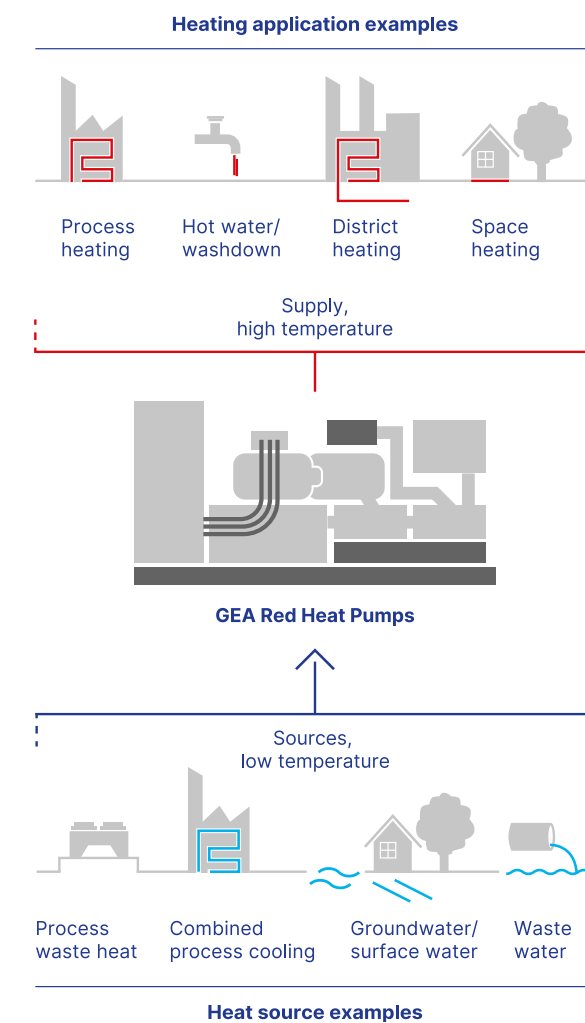 Heating application examples
Process
heating
Hot water/
washdown
District
heating
Space
heating
Supply,
high temperature
GEA Red Heat Pumps
Sources,
low temperature
Process
waste heat
Combined
process cooling
Groundwater/
surface water
Waste
water
Heat source examples